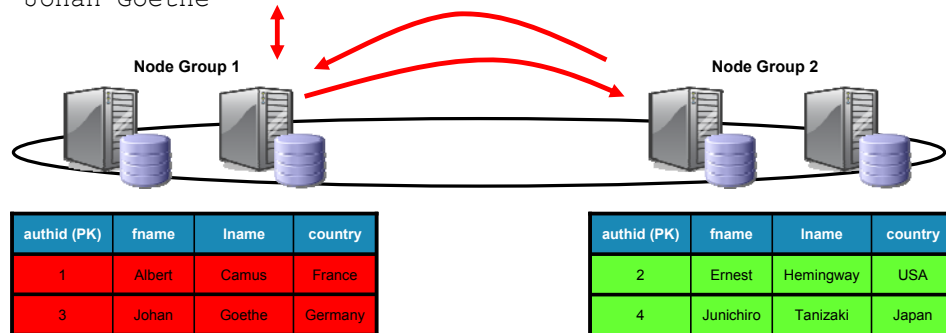 Johan Goethe
Node Group 1
Node Group 2
authid (PK) fname lname country
1 Albert Camus France
3 Johan Goethe Germany
authid (PK) fname lname country
2 Ernest Hemingway USA
4 Junichiro Tanizaki Japan